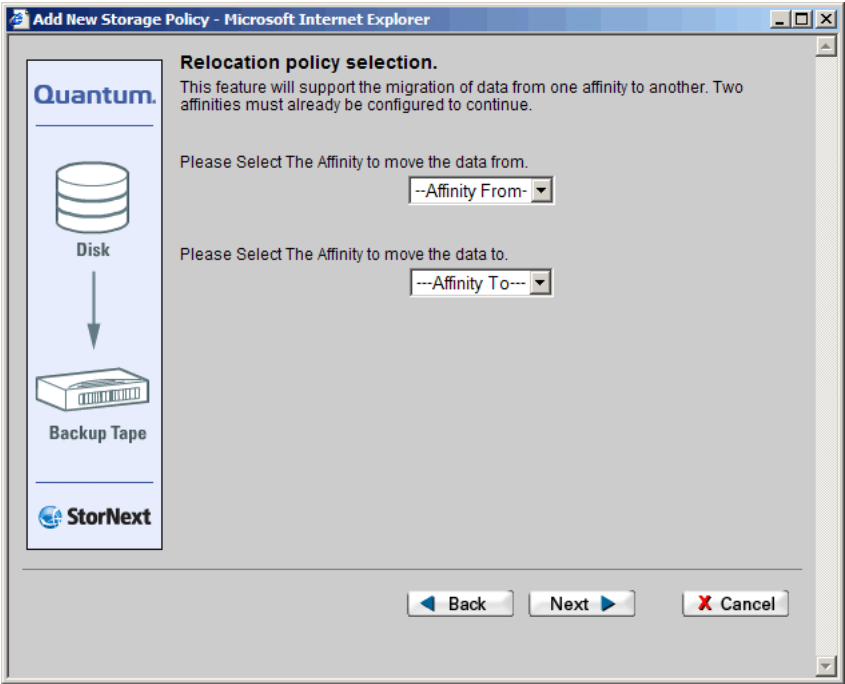 Add New Storage Policy - Microsoft Internet Explorer
Quantum.
Disk
Backup Tape
StorNext
Relocation policy selection.
This feature will support the migration of data from one affinity to another. Two
affinities must already be configured to continue.
Please Select The Affinity to move the data from.
--Affinity From-
Please Select The Affinity to move the data to.
---Affinity To---
Back
Next
X Cancel